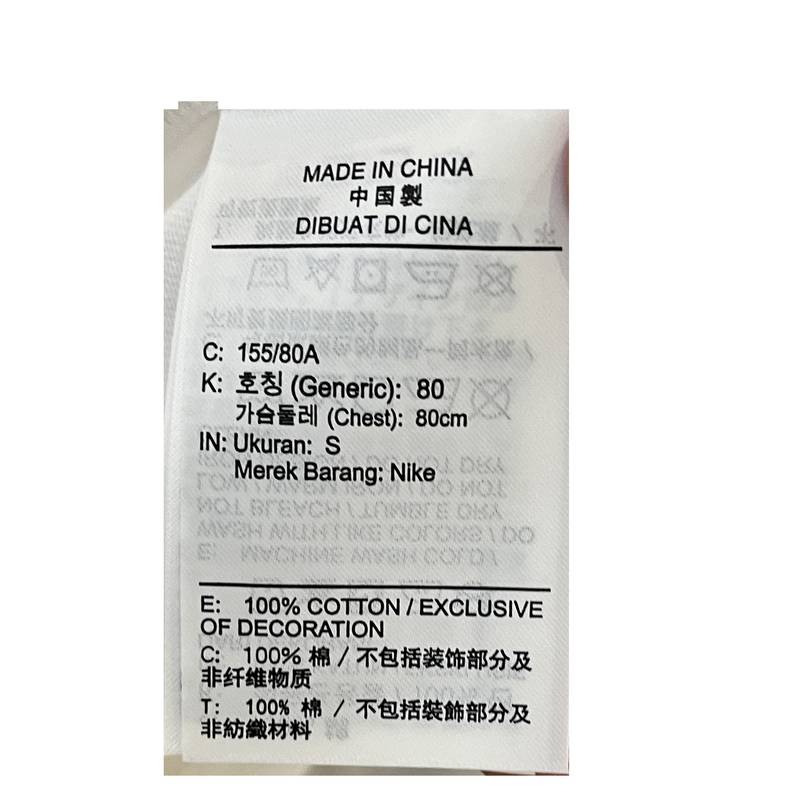 MADE IN CHINA
中国製
DIBUAT DI CINA
C: 155/80A
K: 호칭 (Generic): 80
가슴둘레 (Chest): 80cm
IN: Ukuran: S
Merek Barang: Nike
E: 100% COTTON / EXCLUSIVE
OF DECORATION
C: 100% 棉 / 不包括装饰部分及
非纤维物质
T: 100% 棉 / 不包括裝飾部分及
非紡織材料